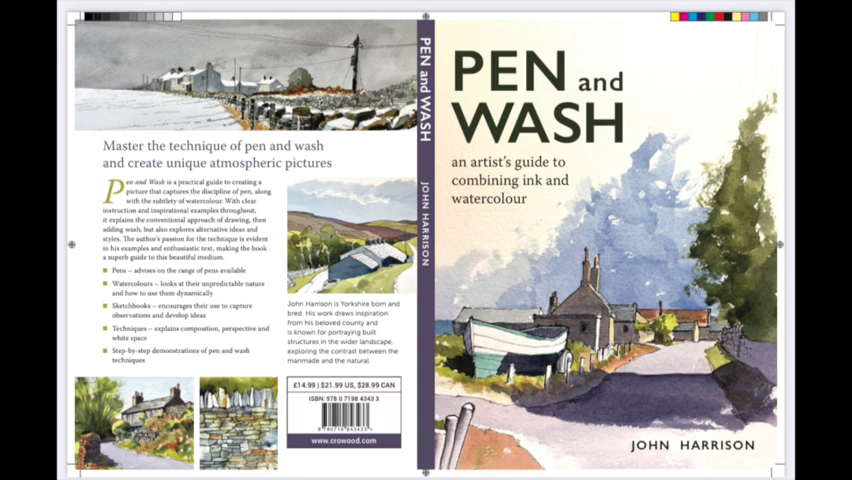 Master the technique of pen and wash
and create unique atmospheric pictures
Pen and Wash is a practical guide to creating a
picture that captures the discipline of pen, along
with the subtlety of watercolour. With clear
instruction and inspirational examples throughout,
it explains the conventional approach of drawing, then
adding wash, but also explores alternative ideas and
styles. The author's passion for the technique is evident
in his examples and enthusiastic text, making the book
a superb guide to this beautiful medium.
Pens – advises on the range of pens available
Watercolours – looks at their unpredictable nature
and how to use them dynamically
Sketchbooks – encourages their use to capture
observations and develop ideas
Techniques – explains composition, perspective and
white space
Step-by-step demonstrations of pen and wash
techniques
John Harrison is Yorkshire born and
bred. His work draws inspiration
from his beloved county and
is known for portraying built
structures in the wider landscape,
exploring the contrast between the
manmade and the natural.
£14.99 | $21.99 US, $28.99 CAN
ISBN: 978 0 7198 4343 3
9 780719 843433
www.crowood.com
PEN and WASH
JOHN HARRISON
PEN and
WASH
an artist's guide to
combining ink and
watercolour
JOHN HARRISON